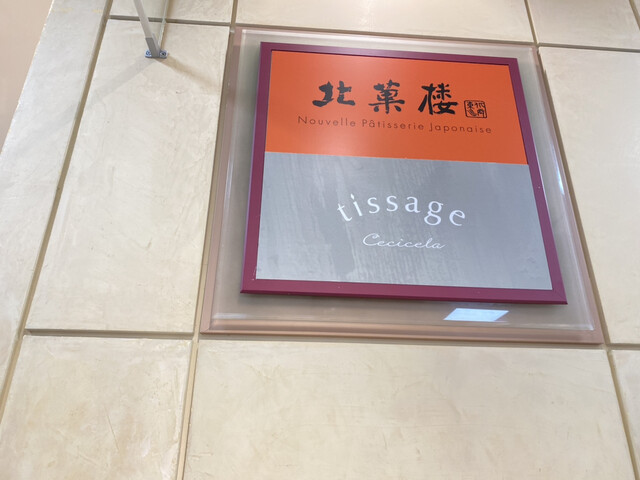 北菓楼
Nouvelle Pâtisserie Japonaise
tissage
Cecicela